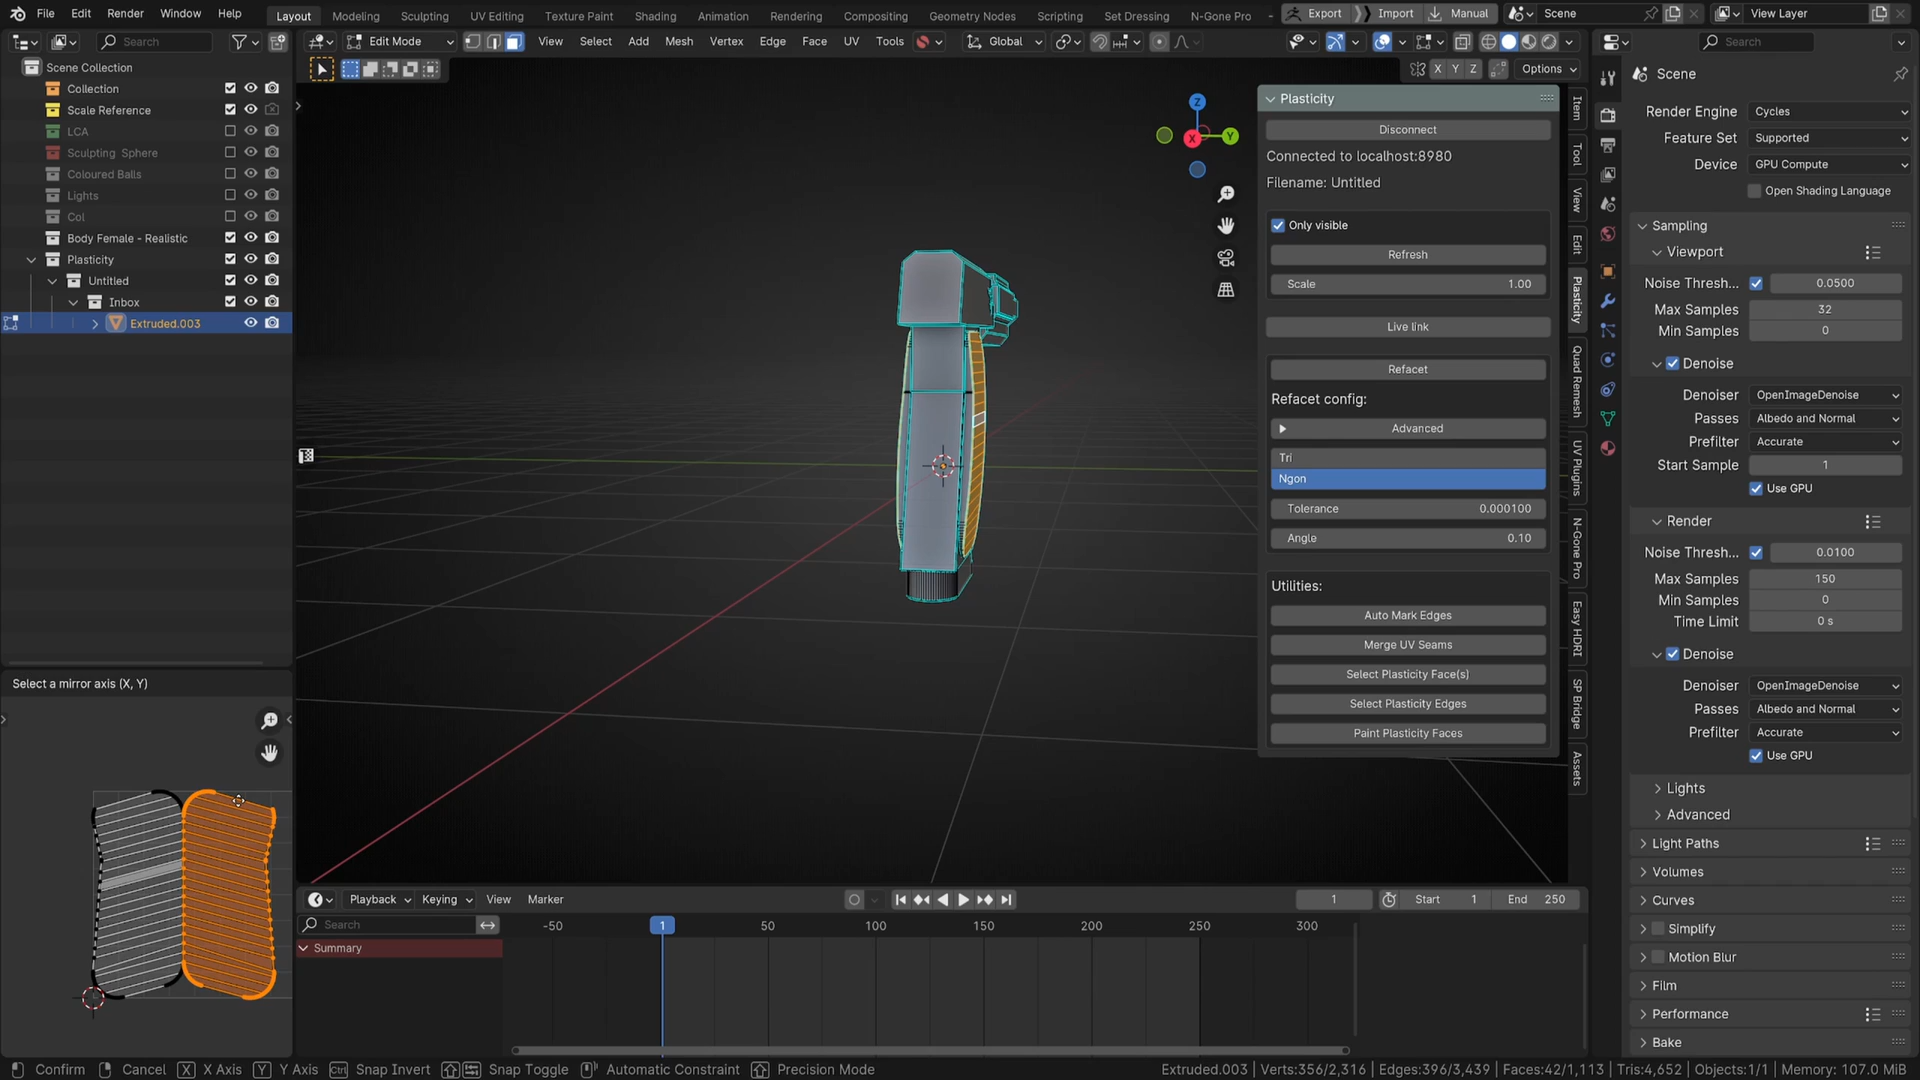 File Edit Render Window Help Layout Modeling Sculpting UV Editing Texture Paint Shading Animation Rendering Compositing Geometry Nodes Scripting Set Dressing N-Gone Pro Export Import Manual Scene View Layer
Search Edit Mode View Select Add Mesh Vertex Edge Face UV Tools Global Search
X Y Z Options
Scene Collection
Collection
Scale Reference
LCA
Sculpting Sphere
Coloured Balls
Lights
Col
Body Female - Realistic
Plasticity
Untitled
Inbox
Extruded.003
Select a mirror axis (X, Y)
Z
Y
X
Plasticity
Disconnect
Connected to localhost:8980
Filename: Untitled
Only visible
Refresh
Scale 1.00
Live link
Refacet
Refacet config:
Advanced
Tri
Ngon
Tolerance 0.000100
Angle 0.10
Utilities:
Auto Mark Edges
Merge UV Seams
Select Plasticity Face(s)
Select Plasticity Edges
Paint Plasticity Faces
Item
Tool
View
Edit
Plasticity
Quad Remesh
UV Plugins
N-Gone Pro
Easy HDRI
SP Bridge
Assets
Scene
Render Engine Cycles
Feature Set Supported
Device GPU Compute
Open Shading Language
Sampling
Viewport
Noise Thresh... 0.0500
Max Samples 32
Min Samples 0
Denoise
Denoiser OpenImageDenoise
Passes Albedo and Normal
Prefilter Accurate
Start Sample 1
Use GPU
Render
Noise Thresh... 0.0100
Max Samples 150
Min Samples 0
Time Limit 0 s
Denoise
Denoiser OpenImageDenoise
Passes Albedo and Normal
Prefilter Accurate
Use GPU
Lights
Advanced
Light Paths
Volumes
Curves
Simplify
Motion Blur
Film
Performance
Bake
Playback Keying View Marker 1 Start 1 End 250
Search -50 1 50 100 150 200 250 300
Summary
Confirm Cancel X X Axis Y Y Axis Ctrl Snap Invert Snap Toggle Automatic Constraint Precision Mode Extruded.003 | Verts:356/2,316 | Edges:396/3,439 | Faces:42/1,113 | Tris:4,652 | Objects:1/1 | Memory: 107.0 MiB